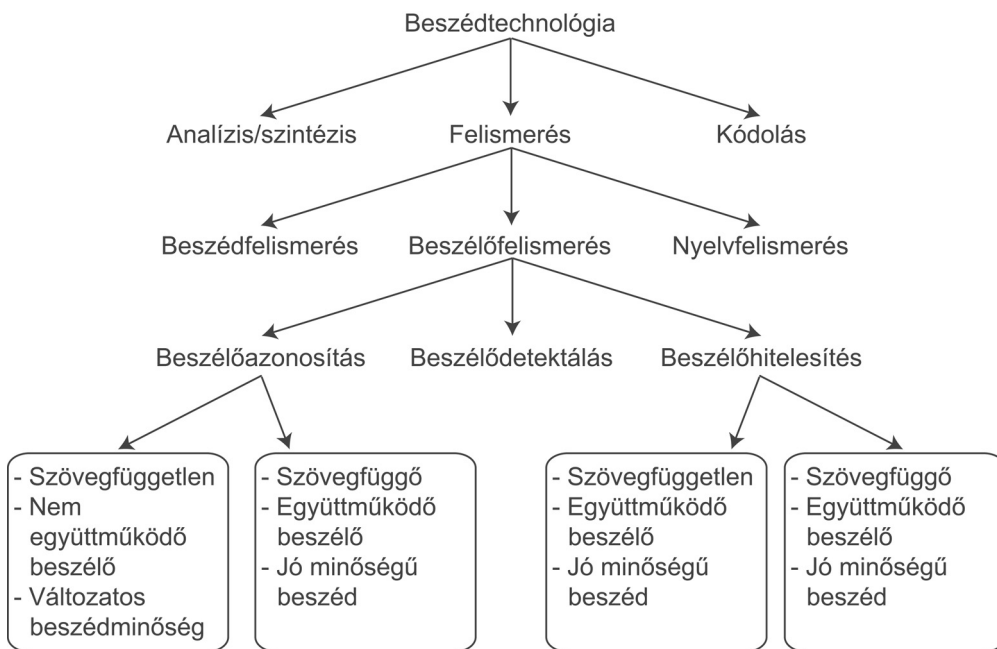 Beszédtechnológia
Analízis/szintézis
Felismerés
Kódolás
Beszédfelismerés
Beszélőfelismerés
Nyelvfelismerés
Beszélőazonosítás
Beszélődetektálás
Beszélőhitelesítés
- Szövegfüggetlen
- Nem
együttműködő
beszélő
- Változatos
beszédminőség
- Szövegfüggő
- Együttműködő
beszélő
- Jó minőségű
beszéd
- Szövegfüggetlen
- Együttműködő
beszélő
- Jó minőségű
beszéd
- Szövegfüggő
- Együttműködő
beszélő
- Jó minőségű
beszéd